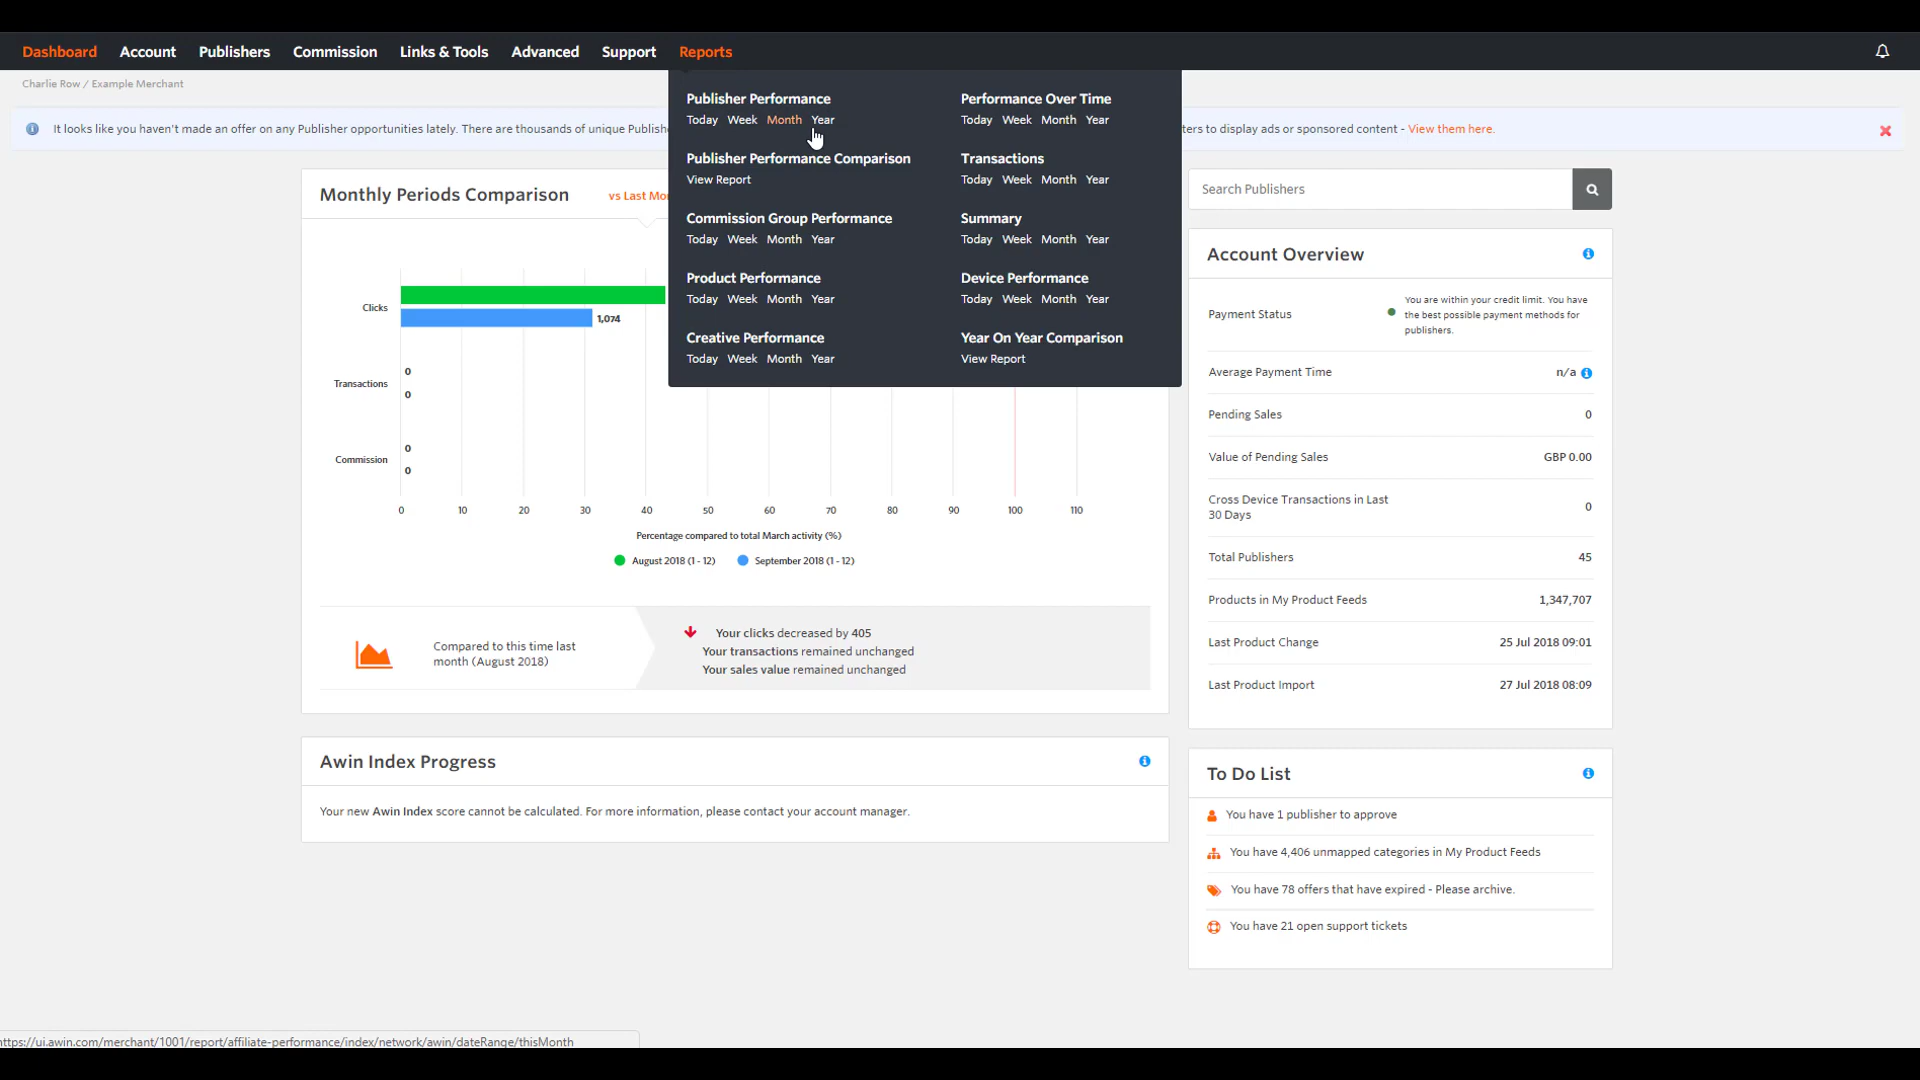 Dashboard Account Publishers Commission Links & Tools Advanced Support Reports
Charlie Row / Example Merchant
It looks like you haven't made an offer on any Publisher opportunities lately. There are thousands of unique
ters to display ads or sponsored content - View them here.
Publisher Performance
Today Week Month Year
Publisher Performance Comparison
View Report
Commission Group Performance
Today Week Month Year
Product Performance
Today Week Month Year
Creative Performance
Today Week Month Year
Performance Over Time
Today Week Month Year
Transactions
Today Week Month Year
Summary
Today Week Month Year
Device Performance
Today Week Month Year
Year On Year Comparison
View Report
Monthly Periods Comparison
vs Last Mo
Clicks
1,074
Transactions
0
0
Commission
0
0
0 10 20 30 40 50 60 70 80 90 100 110
Percentage compared to total March activity (%)
August 2018 (1 - 12) September 2018 (1 - 12)
Compared to this time last
month (August 2018)
Your clicks decreased by 405
Your transactions remained unchanged
Your sales value remained unchanged
Awin Index Progress
Your new Awin Index score cannot be calculated. For more information, please contact your account manager.
Search Publishers
Account Overview
Payment Status
You are within your credit limit. You have
the best possible payment methods for
publishers.
Average Payment Time n/a
Pending Sales 0
Value of Pending Sales GBP 0.00
Cross Device Transactions in Last
30 Days
0
Total Publishers 45
Products in My Product Feeds 1,347,707
Last Product Change 25 Jul 2018 09:01
Last Product Import 27 Jul 2018 08:09
To Do List
You have 1 publisher to approve
You have 4,406 unmapped categories in My Product Feeds
You have 78 offers that have expired - Please archive.
You have 21 open support tickets
https://ui.awin.com/merchant/1001/report/affiliate-performance/index/network/awin/dateRange/thisMonth